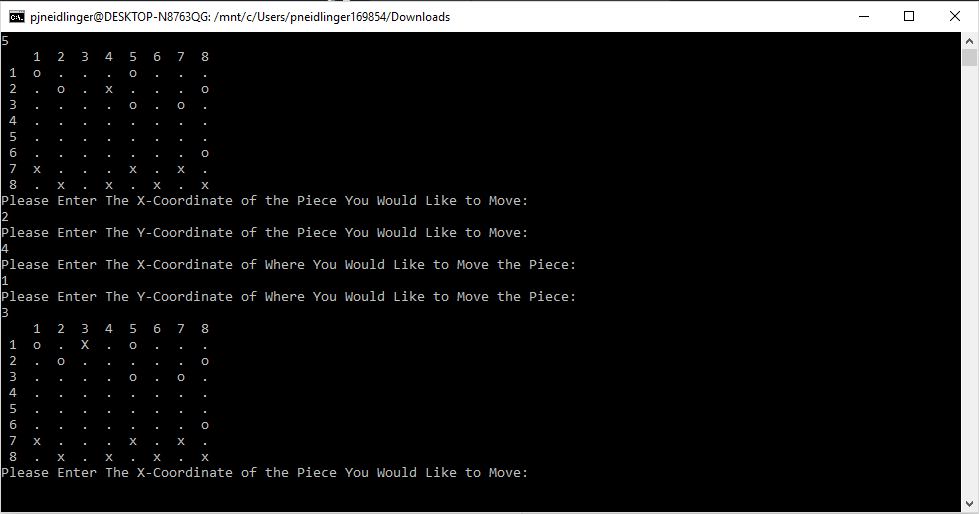 pjneidlinger@DESKTOP-N8763QG: /mnt/c/Users/pneidlinger169854/Downloads
5
    1  2  3  4  5  6  7  8
 1  o  .  .  .  o  .  .  .
 2  .  o  .  x  .  .  .  o
 3  .  .  .  .  o  .  o  .
 4  .  .  .  .  .  .  .  .
 5  .  .  .  .  .  .  .  .
 6  .  .  .  .  .  .  .  o
 7  x  .  .  .  x  .  x  .
 8  .  x  .  x  .  x  .  x
Please Enter The X-Coordinate of the Piece You Would Like to Move:
2
Please Enter The Y-Coordinate of the Piece You Would Like to Move:
4
Please Enter The X-Coordinate of Where You Would Like to Move the Piece:
1
Please Enter The Y-Coordinate of Where You Would Like to Move the Piece:
3
    1  2  3  4  5  6  7  8
 1  o  .  X  .  o  .  .  .
 2  .  o  .  .  .  .  .  o
 3  .  .  .  .  o  .  o  .
 4  .  .  .  .  .  .  .  .
 5  .  .  .  .  .  .  .  .
 6  .  .  .  .  .  .  .  o
 7  x  .  .  .  x  .  x  .
 8  .  x  .  x  .  x  .  x
Please Enter The X-Coordinate of the Piece You Would Like to Move: